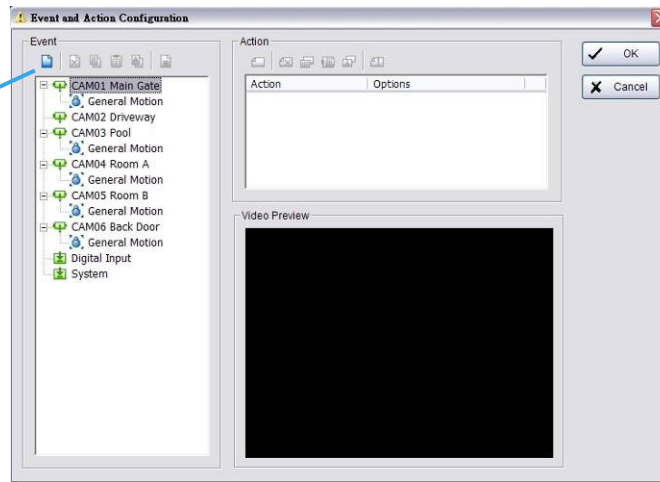 Event and Action Configuration
Event
Action
OK
Cancel
Action Options
CAM01 Main Gate
General Motion
CAM02 Driveway
CAM03 Pool
General Motion
CAM04 Room A
General Motion
CAM05 Room B
General Motion
CAM06 Back Door
General Motion
Digital Input
System
Video Preview